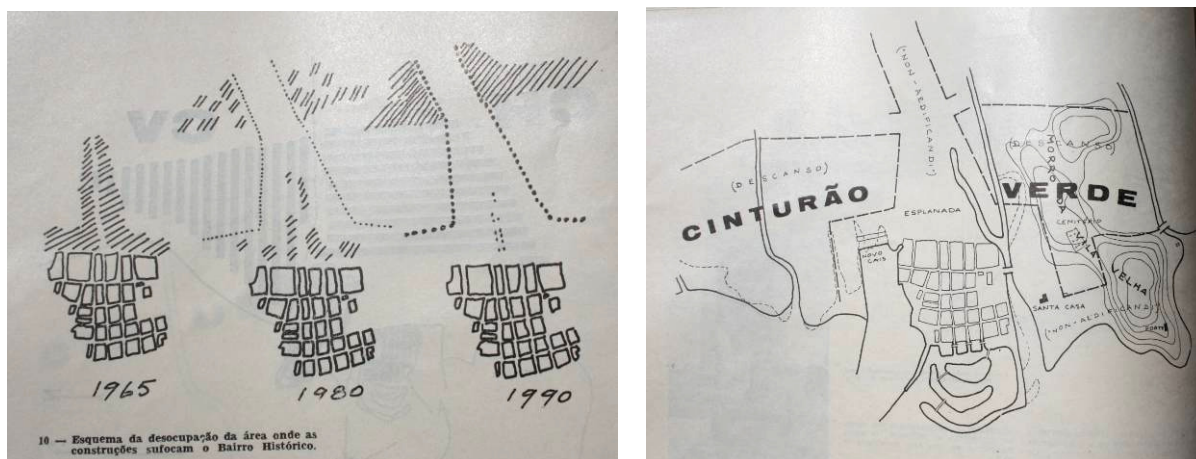 1965
1980
1990
10 — Esquema da desocupação da área onde as
construções sufocam o Bairro Histórico.
(NON-AEDIFICANDI)
(DESCANSO)
CINTURÃO
VERDE
(DESCANSO)
MORRO DA VILA VELHA
ESPLANADA
CEMITÉRIO
NOVO
CAIS
SANTA CASA
(NON-AEDIFICANDI)
FORTE